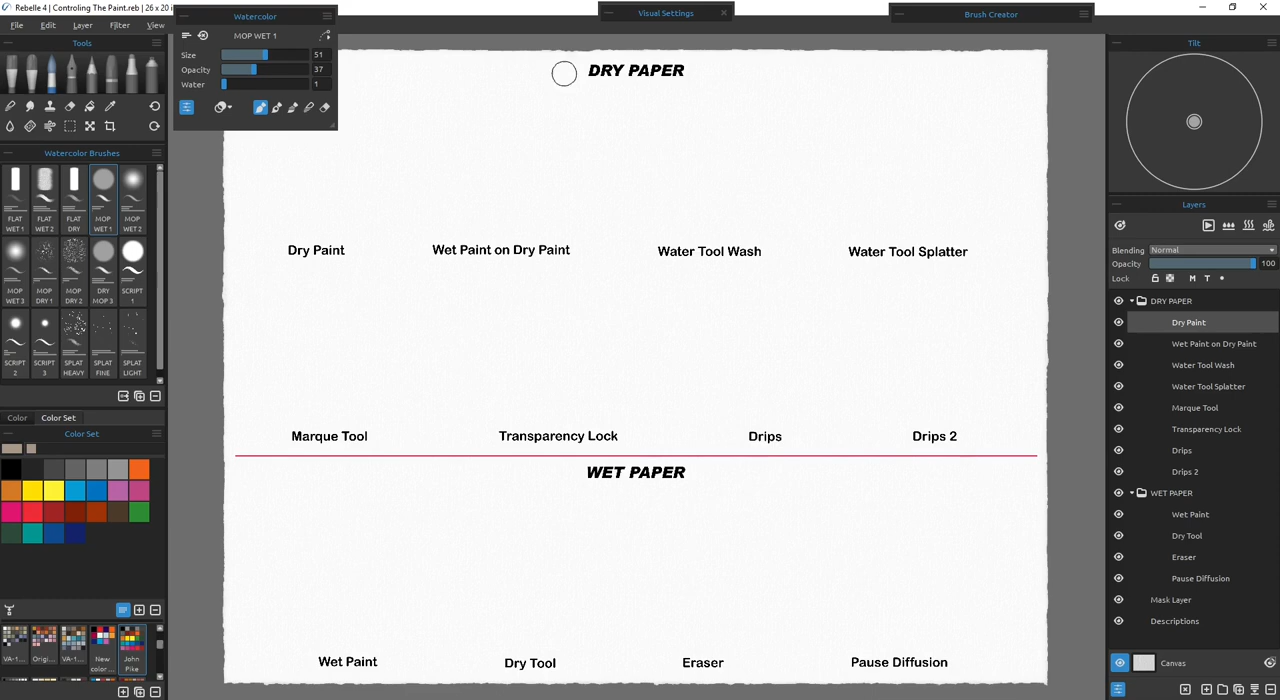 Rebelle 4 | Controling The Paint.reb | 26 x 20 i
File Edit Layer Filter View
Tools
Watercolor
MOP WET 1
Size 51
Opacity 37
Water 1
Visual Settings
Brush Creator
Tilt
Watercolor Brushes
FLAT WET 1
FLAT WET 2
FLAT DRY
MOP WET 1
MOP WET 2
MOP WET 3
MOP DRY 1
MOP DRY 2
DRY MOP 3
SCRIPT 1
SCRIPT 2
SCRIPT 3
SPLAT HEAVY
SPLAT FINE
SPLAT LIGHT
Color Color Set
Color Set
VA-1...
Origi...
VA-1...
New color...
John Pike
DRY PAPER
Dry Paint
Wet Paint on Dry Paint
Water Tool Wash
Water Tool Splatter
Marque Tool
Transparency Lock
Drips
Drips 2
WET PAPER
Wet Paint
Dry Tool
Eraser
Pause Diffusion
Layers
Blending Normal
Opacity 100
Lock M T
DRY PAPER
Dry Paint
Wet Paint on Dry Paint
Water Tool Wash
Water Tool Splatter
Marque Tool
Transparency Lock
Drips
Drips 2
WET PAPER
Wet Paint
Dry Tool
Eraser
Pause Diffusion
Mask Layer
Descriptions
Canvas